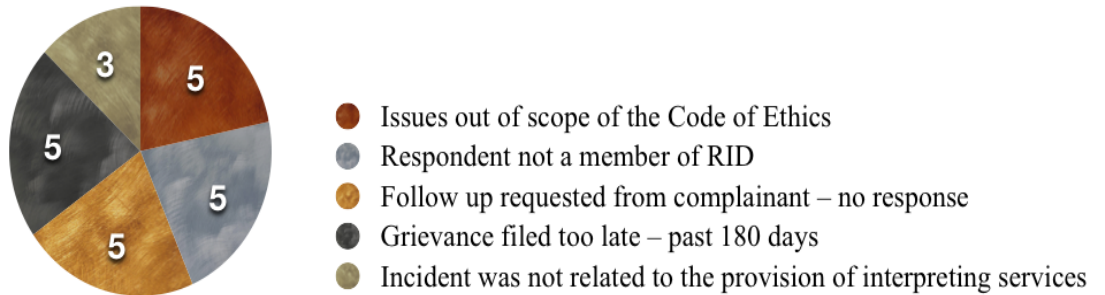 3
5
5
5
5
Issues out of scope of the Code of Ethics
Respondent not a member of RID
Follow up requested from complainant – no response
Grievance filed too late – past 180 days
Incident was not related to the provision of interpreting services